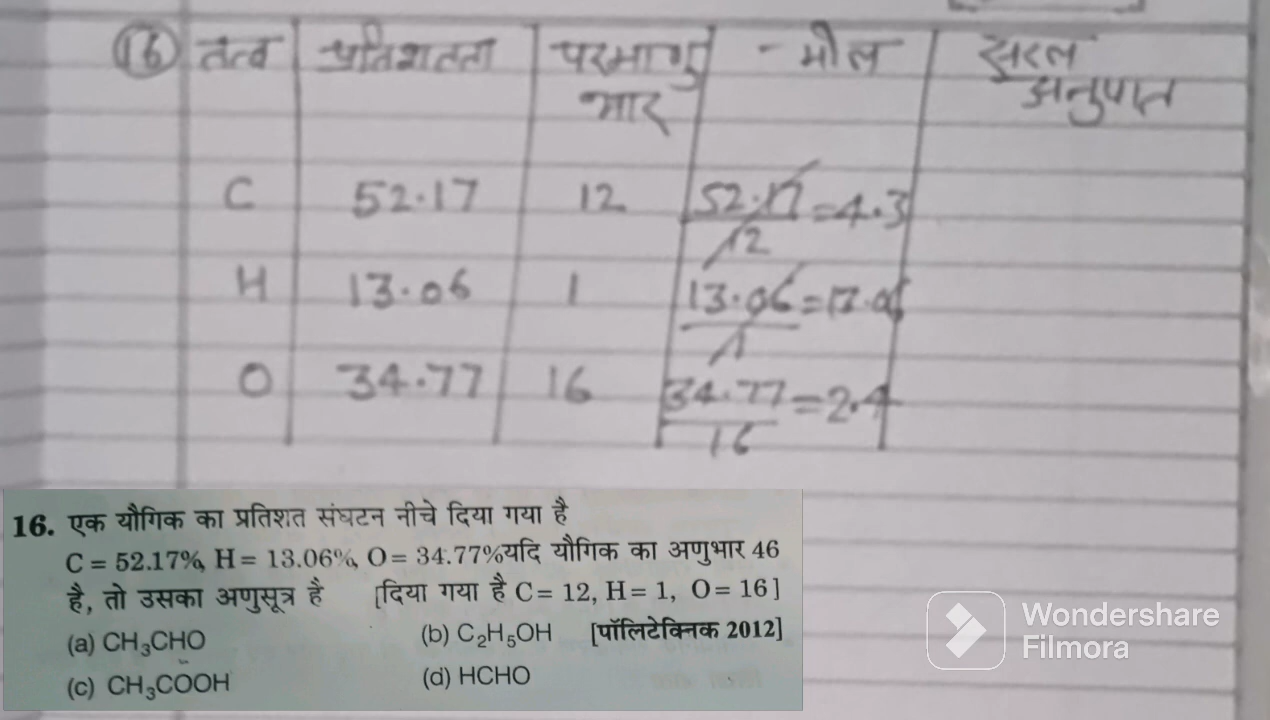 16 तत्व प्रतिशतता परमाणु भार - मोल सरल अनुपात
C 52.17 12 52.17/12 =4.3
H 13.06 1 13.06/1 =13.06
O 34.77 16 34.77/16 =2.4
16. एक यौगिक का प्रतिशत संघटन नीचे दिया गया है
C = 52.17%, H = 13.06%, O = 34.77%यदि यौगिक का अणुभार 46
है, तो उसका अणुसूत्र है [दिया गया है C= 12, H= 1, O= 16]
(a) CH₃CHO (b) C₂H₅OH [पॉलिटेक्निक 2012]
(c) CH₃COOH (d) HCHO
Wondershare
Filmora